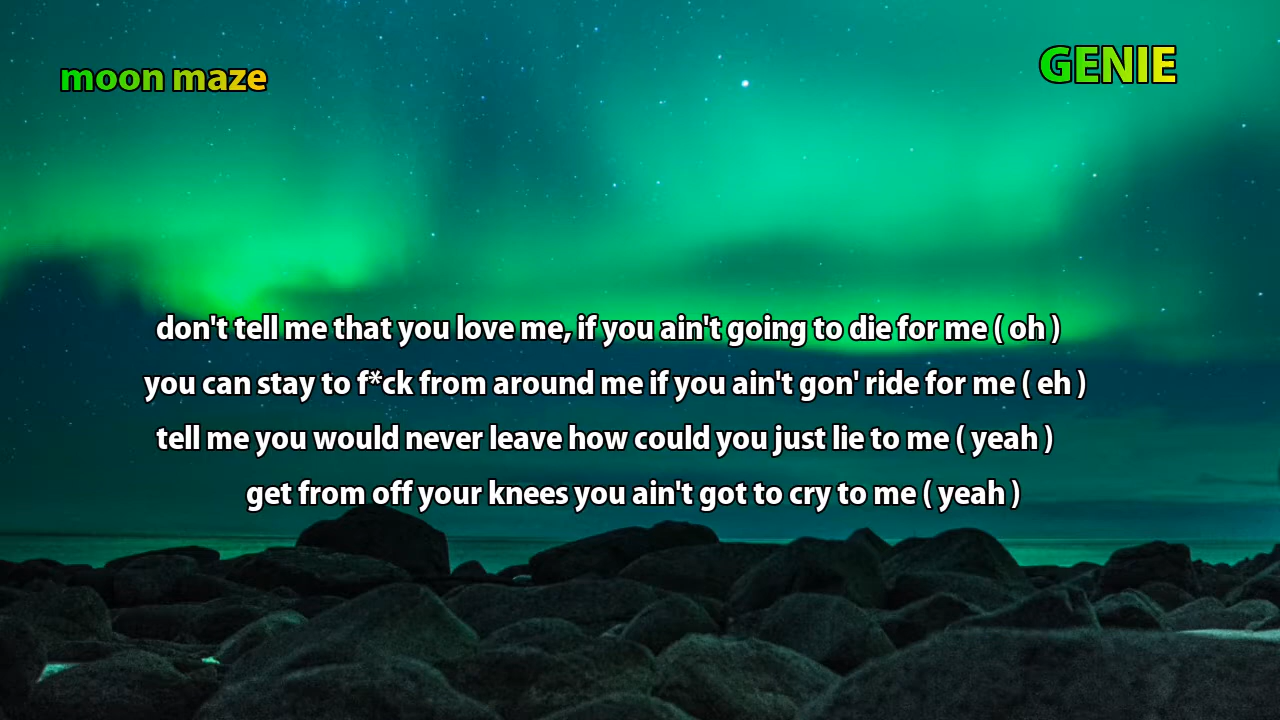 moon maze
GENIE
don't tell me that you love me, if you ain't going to die for me ( oh )
you can stay to f*ck from around me if you ain't gon' ride for me ( eh )
tell me you would never leave how could you just lie to me ( yeah )
get from off your knees you ain't got to cry to me ( yeah )